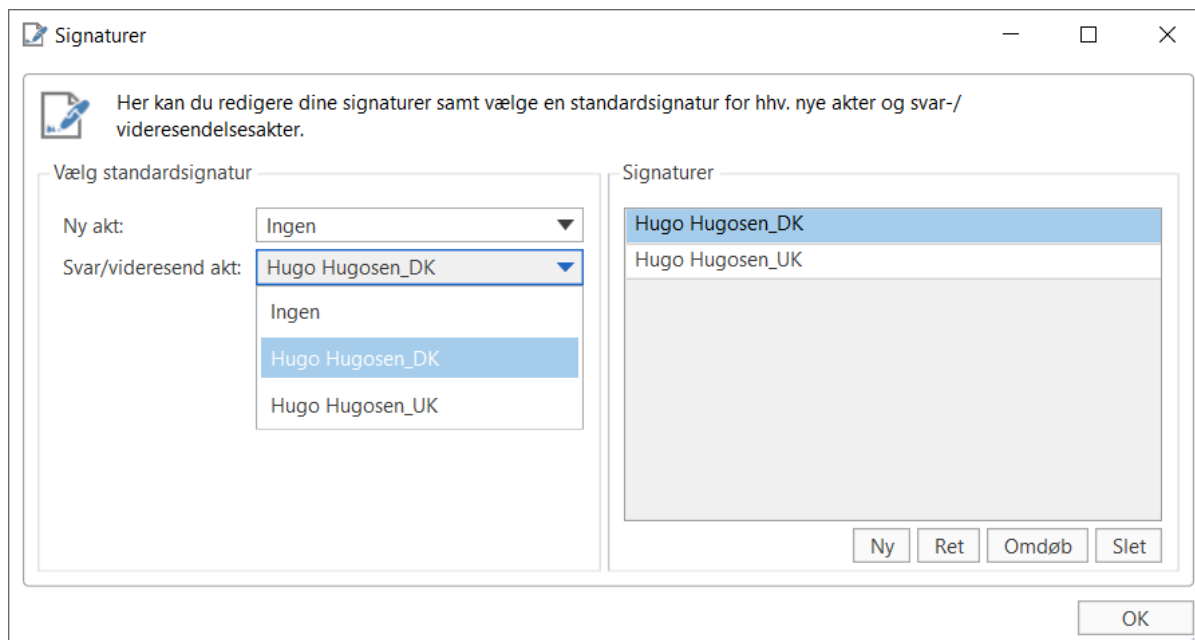 Signaturer
Her kan du redigere dine signaturer samt vælge en standardsignatur for hhv. nye akter og svar-/
videresendelsesakter.
Vælg standardsignatur
Ny akt:
Ingen
Svar/videresend akt:
Hugo Hugosen_DK
Ingen
Hugo Hugosen_DK
Hugo Hugosen_UK
Signaturer
Hugo Hugosen_DK
Hugo Hugosen_UK
Ny
Ret
Omdøb
Slet
OK